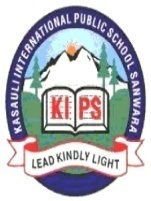 KASAULI INTERNATIONAL PUBLIC SCHOOL SANWARA
KIPS
LEAD KINDLY LIGHT